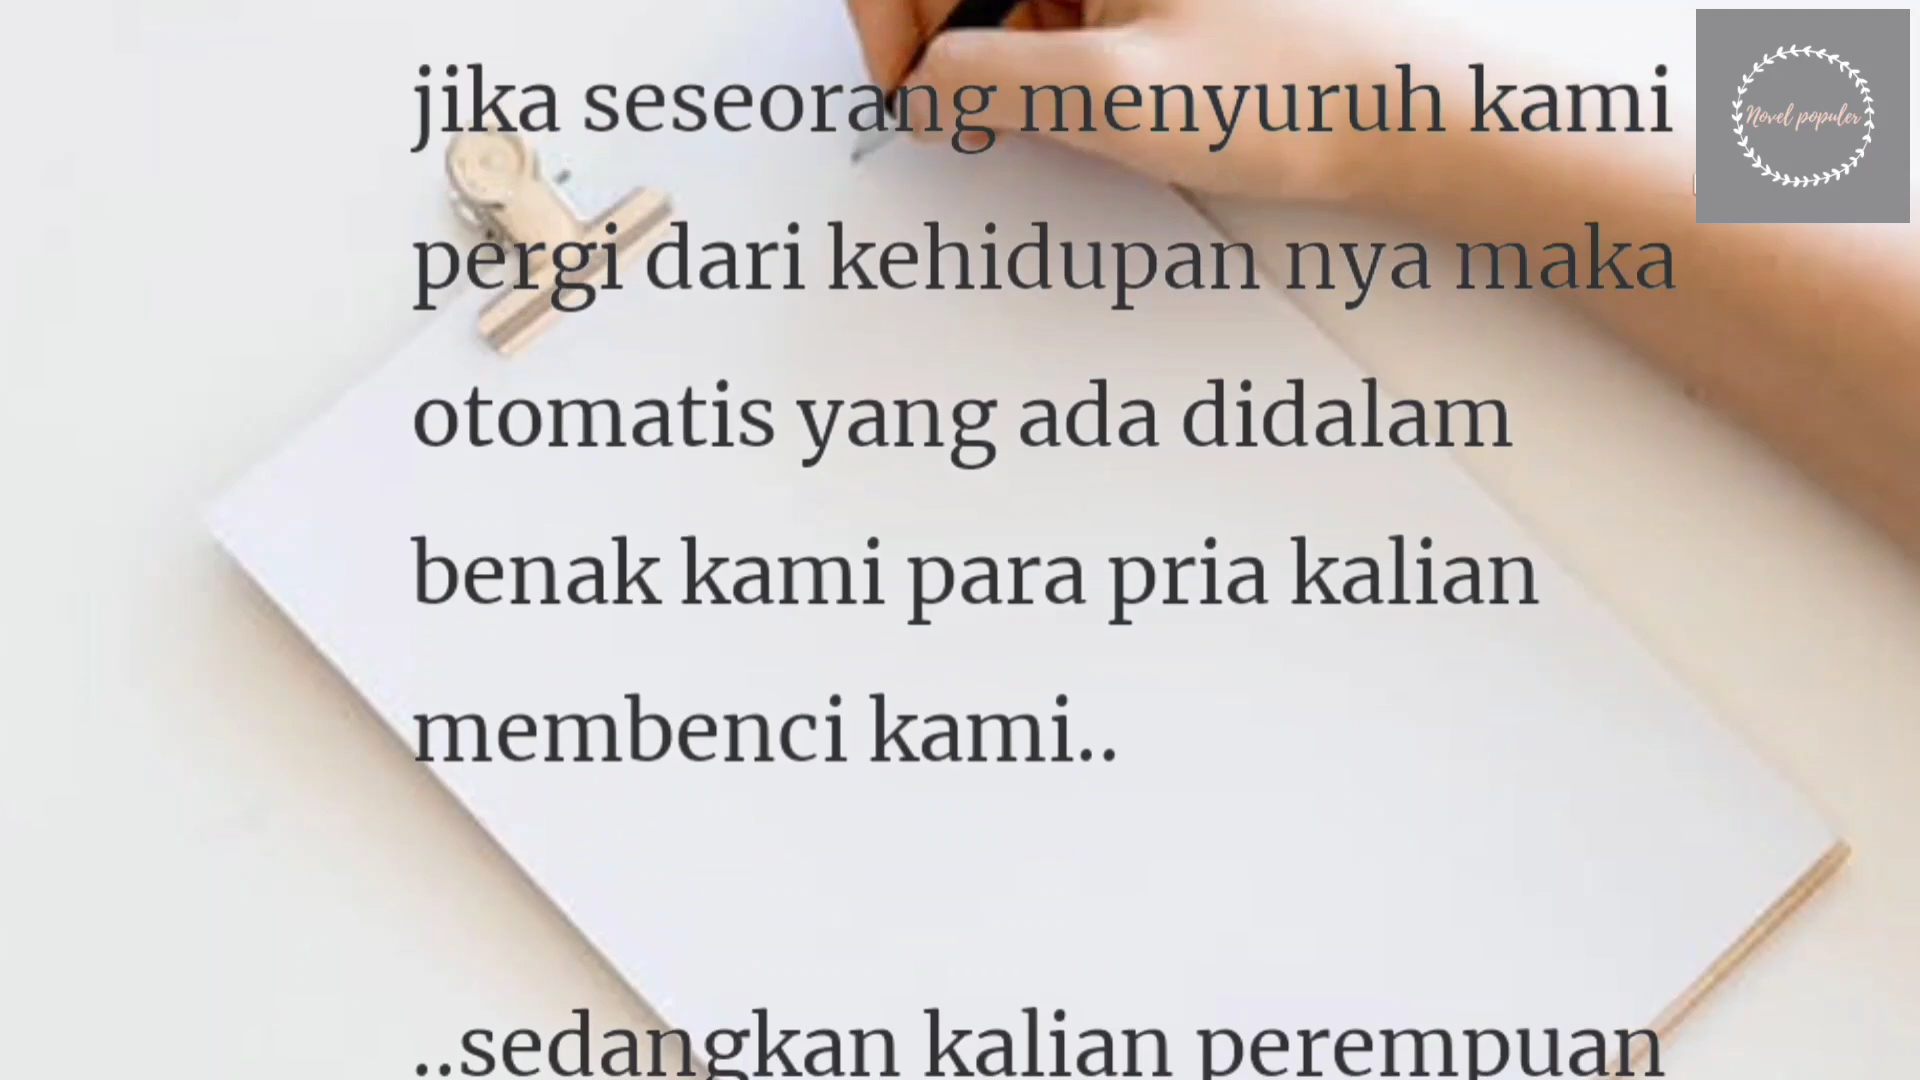 jika seseorang menyuruh kami
pergi dari kehidupan nya maka
otomatis yang ada didalam
benak kami para pria kalian
membenci kami..
..sedangkan kalian perempuan
Novel populer